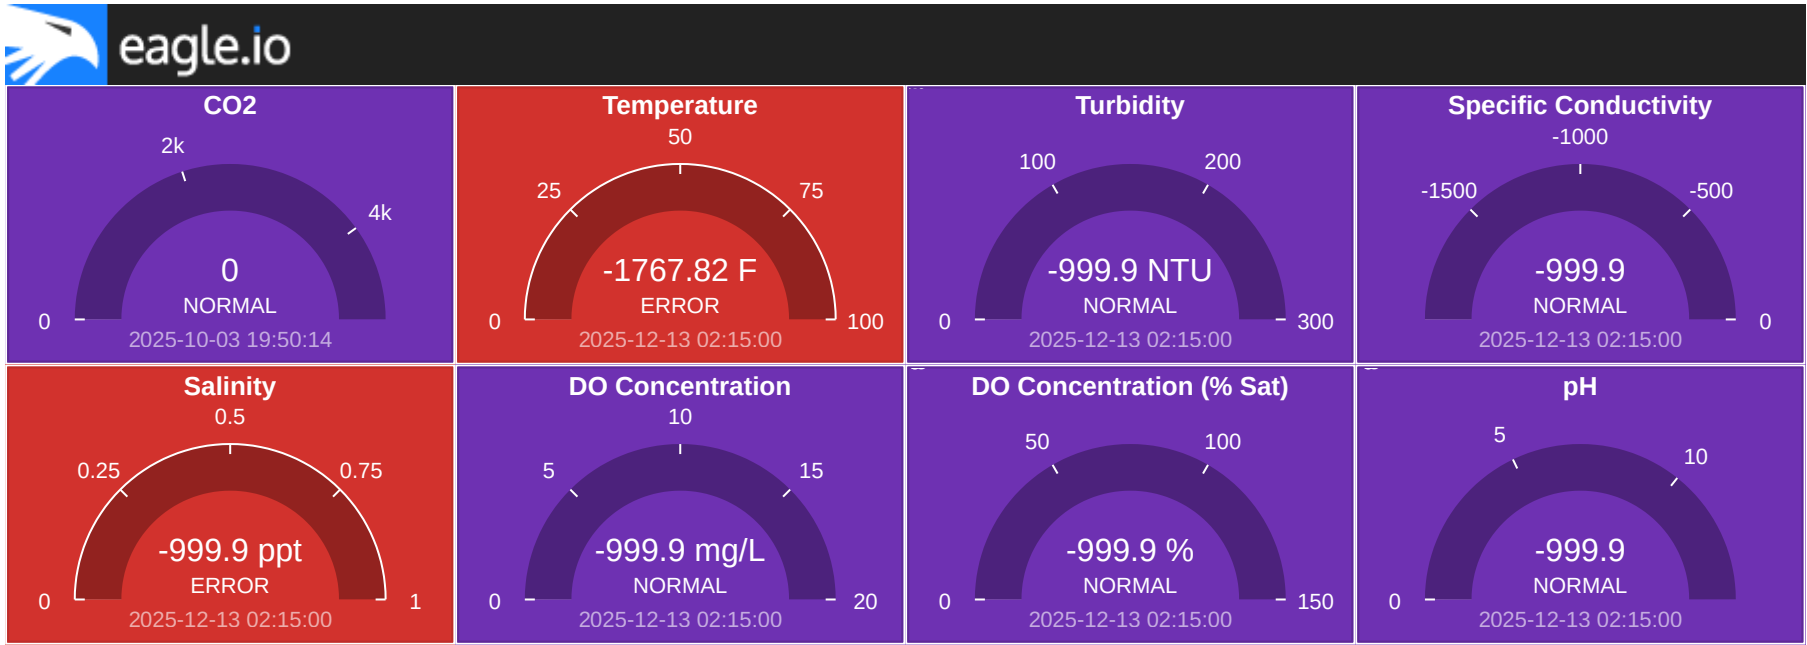 eagle.io
CO2
2k
4k
0
0
NORMAL
2025-10-03 19:50:14
Temperature
50
25
75
-1767.82 F
ERROR
0
100
2025-12-13 02:15:00
Turbidity
100
200
-999.9 NTU
NORMAL
0
300
2025-12-13 02:15:00
Specific Conductivity
-1000
-1500
-500
-999.9
NORMAL
0
2025-12-13 02:15:00
Salinity
0.5
0.25
0.75
-999.9 ppt
ERROR
0
1
2025-12-13 02:15:00
DO Concentration
10
5
15
-999.9 mg/L
NORMAL
0
20
2025-12-13 02:15:00
DO Concentration (% Sat)
50
100
-999.9 %
NORMAL
0
150
2025-12-13 02:15:00
pH
5
10
-999.9
NORMAL
0
2025-12-13 02:15:00